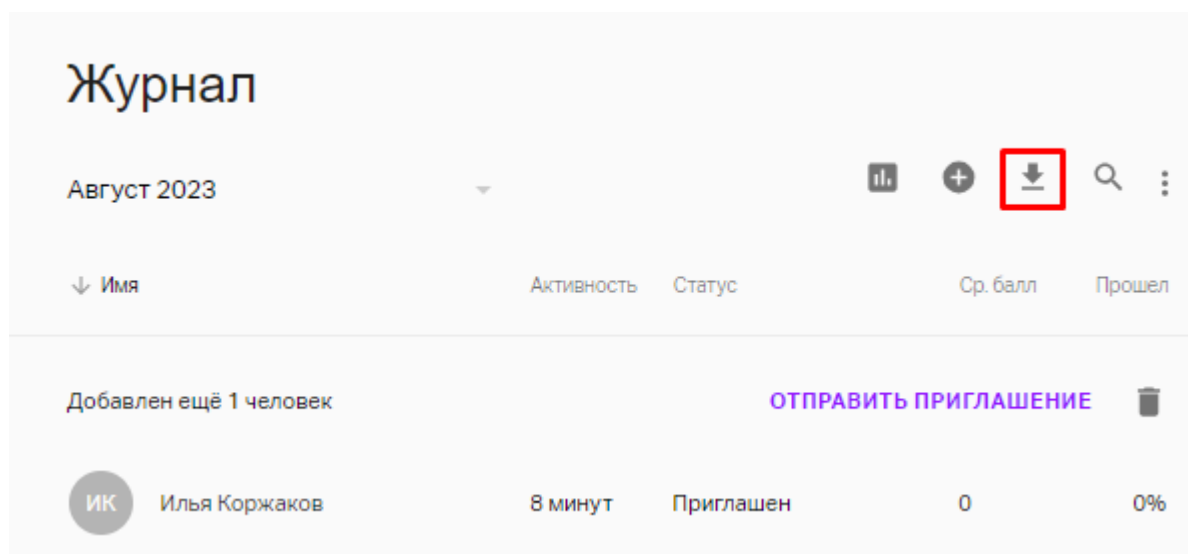 Журнал
Август 2023
Имя Активность Статус Ср. балл Прошел
Добавлен ещё 1 человек ОТПРАВИТЬ ПРИГЛАШЕНИЕ
ИК Илья Коржаков 8 минут Приглашен 0 0%